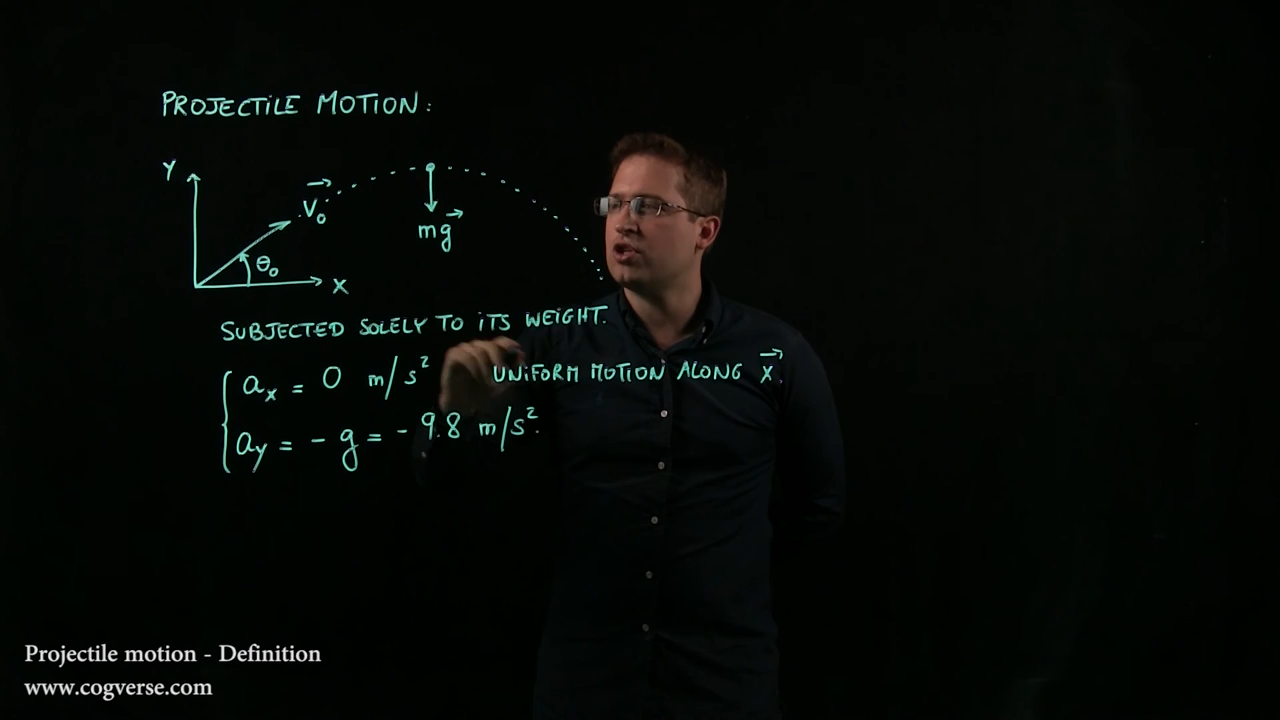 PROJECTILE MOTION:
Y
V₀
mg
θ₀
X
SUBJECTED SOLELY TO ITS WEIGHT.
aₓ = 0 m/s² UNIFORM MOTION ALONG X.
a_y = - g = - 9.8 m/s².
Projectile motion - Definition
www.cogverse.com